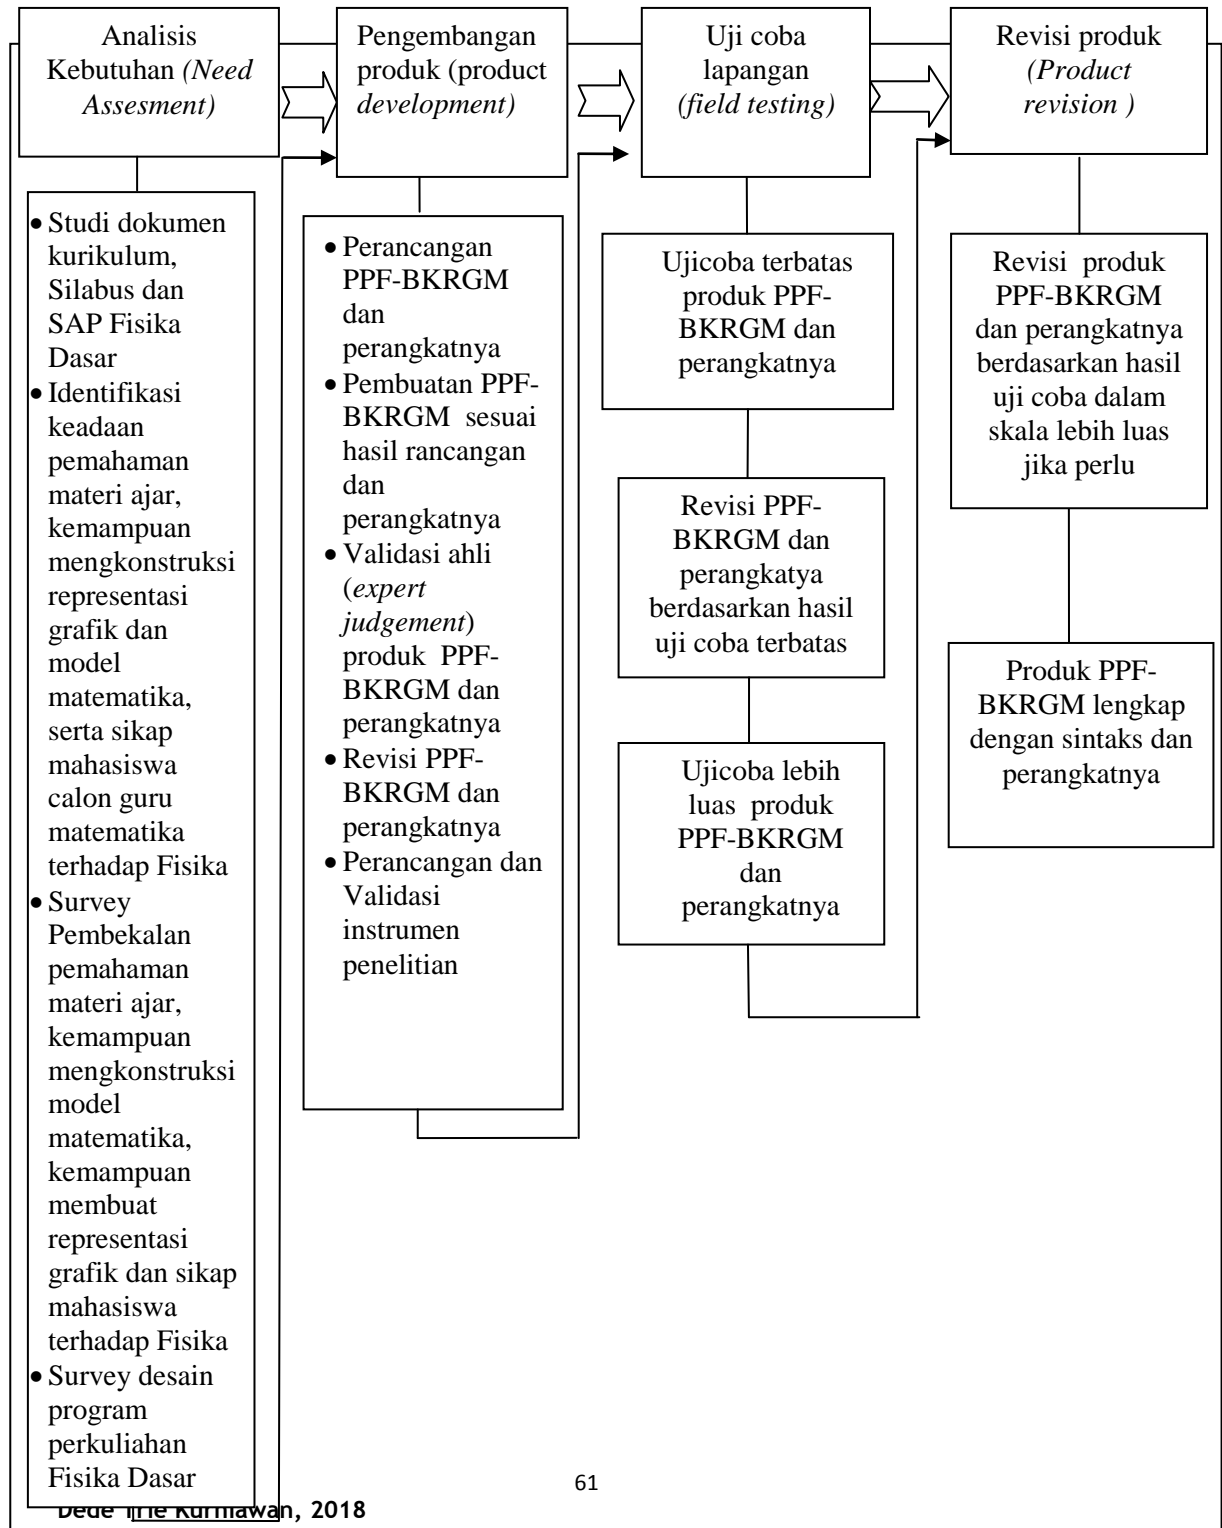 Analisis
Kebutuhan (Need
Assesment)
Pengembangan
produk (product
development)
Uji coba
lapangan
(field testing)
Revisi produk
(Product
revision )
• Studi dokumen
kurikulum,
Silabus dan
SAP Fisika
Dasar
• Identifikasi
keadaan
pemahaman
materi ajar,
kemampuan
mengkonstruksi
representasi
grafik dan
model
matematika,
serta sikap
mahasiswa
calon guru
matematika
terhadap Fisika
• Survey
Pembekalan
pemahaman
materi ajar,
kemampuan
mengkonstruksi
model
matematika,
kemampuan
membuat
representasi
grafik dan sikap
mahasiswa
terhadap Fisika
• Survey desain
program
perkuliahan
Fisika Dasar
• Perancangan
PPF-BKRGM
dan
perangkatnya
• Pembuatan PPF-
BKRGM sesuai
hasil rancangan
dan
perangkatnya
• Validasi ahli
(expert
judgement)
produk PPF-
BKRGM dan
perangkatnya
• Revisi PPF-
BKRGM dan
perangkatnya
• Perancangan dan
Validasi
instrumen
penelitian
Ujicoba terbatas
produk PPF-
BKRGM dan
perangkatnya
Revisi PPF-
BKRGM dan
perangkatya
berdasarkan hasil
uji coba terbatas
Ujicoba lebih
luas produk
PPF-BKRGM
dan
perangkatnya
Revisi produk
PPF-BKRGM
dan perangkatnya
berdasarkan hasil
uji coba dalam
skala lebih luas
jika perlu
Produk PPF-
BKRGM lengkap
dengan sintaks dan
perangkatnya
61
Dede Trie Kurniawan, 2018